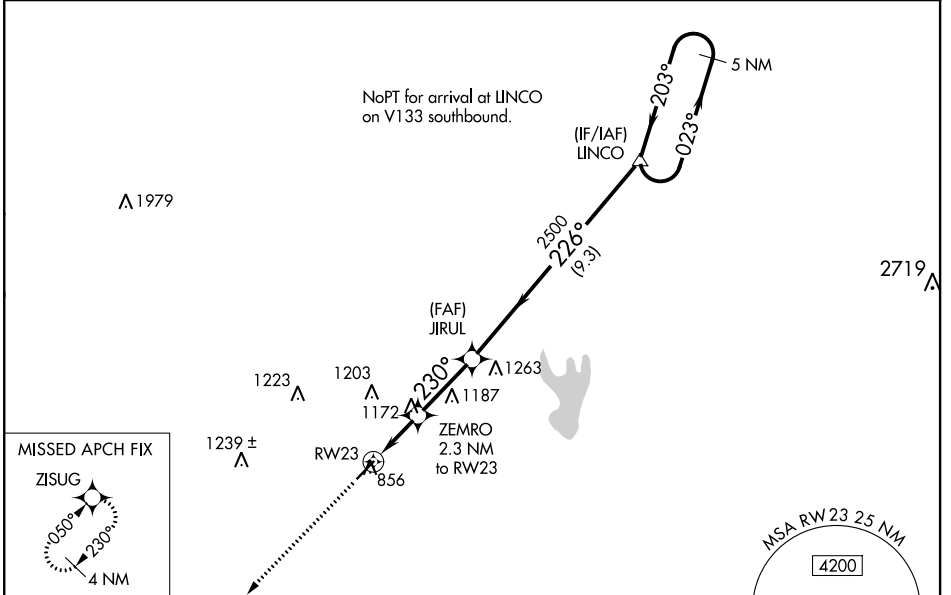 5 NM
203°
023°
NoPT for arrival at LINCO
on V133 southbound.
(IF/IAF)
LINCO
1979
2500
226°
(9.3)
2719
(FAF)
JIRUL
230°
1263
1203
1223
1187
1172
ZEMRO
2.3 NM
to RW23
1239 ±
RW23
856
MISSED APCH FIX
ZISUG
050°
230°
4 NM
MSA RW 23 25 NM
4200